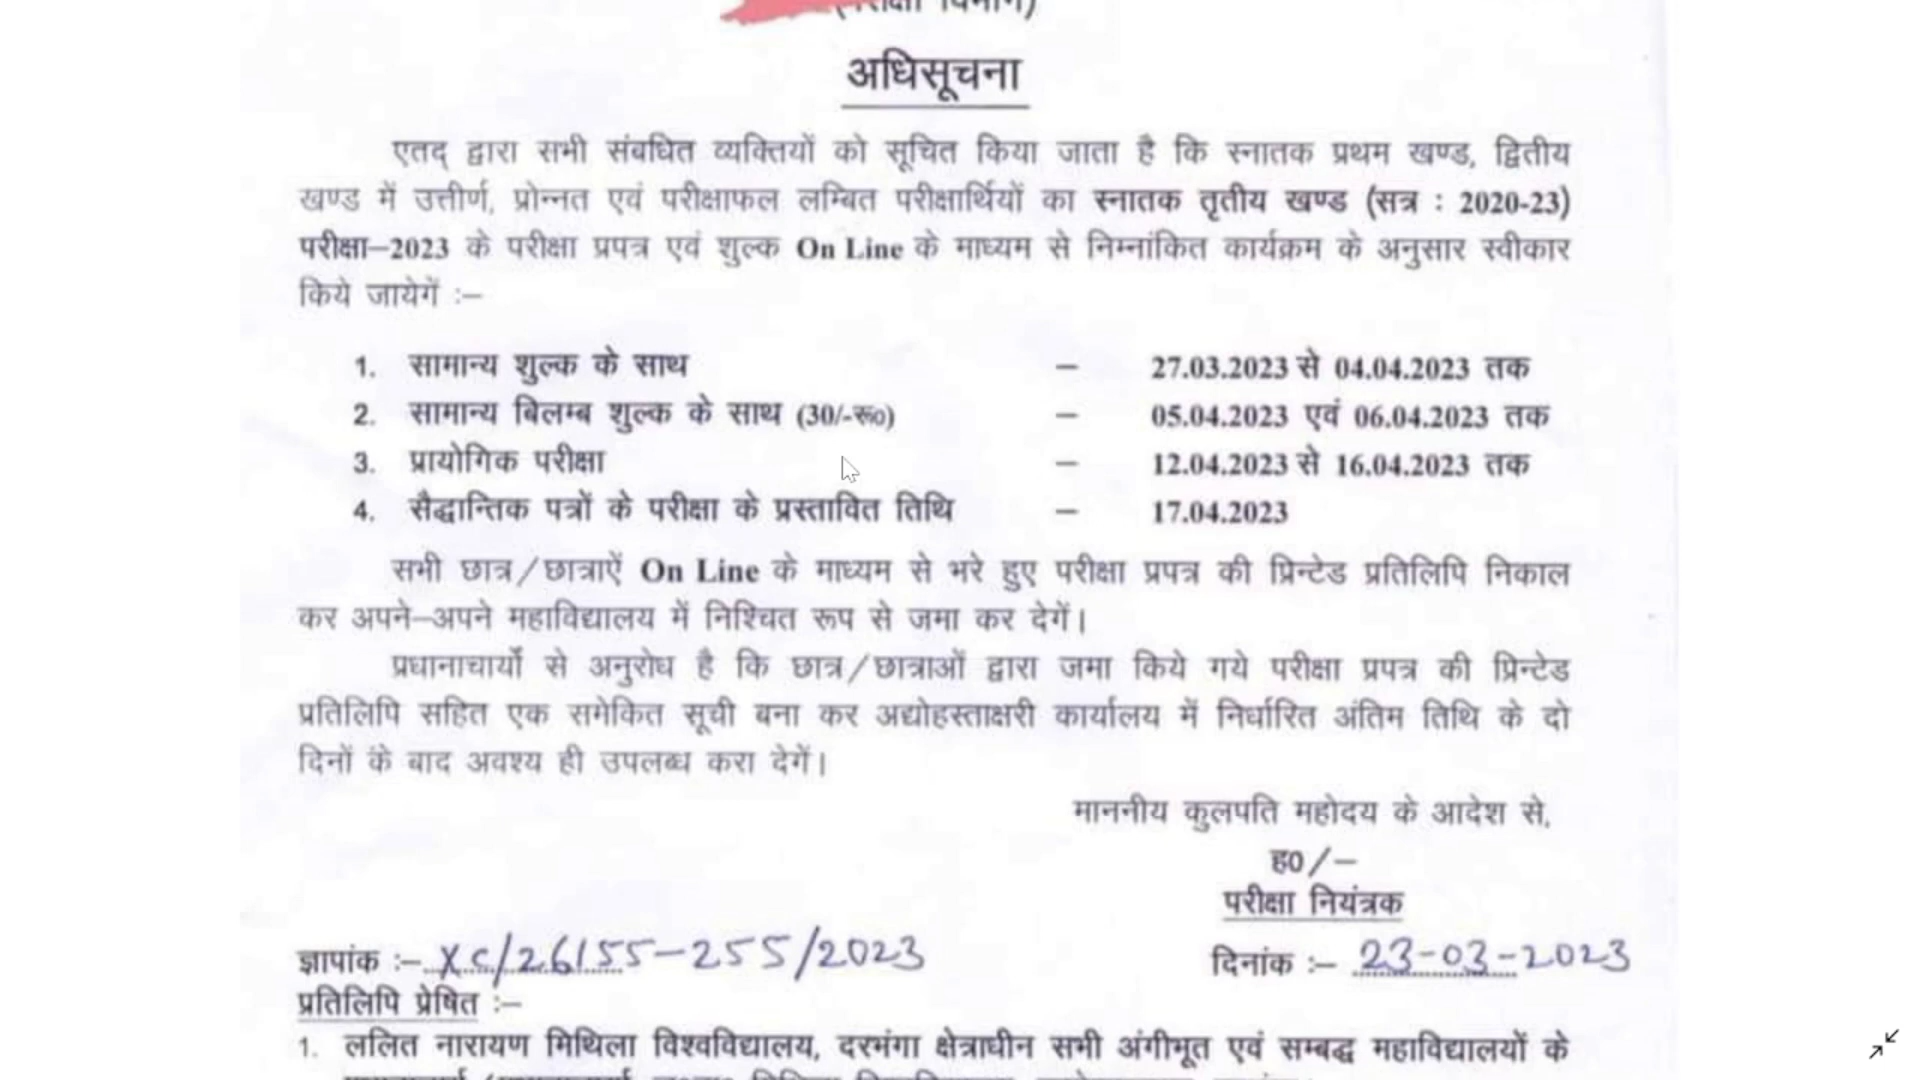 (परीक्षा विभाग)
अधिसूचना
एतद् द्वारा सभी संबधित व्यक्तियों को सूचित किया जाता है कि स्नातक प्रथम खण्ड, द्वितीय
खण्ड में उत्तीर्ण, प्रोन्नत एवं परीक्षाफल लम्बित परीक्षार्थियों का स्नातक तृतीय खण्ड (सत्र : 2020-23)
परीक्षा–2023 के परीक्षा प्रपत्र एवं शुल्क On Line के माध्यम से निम्नांकित कार्यक्रम के अनुसार स्वीकार
किये जायेगें :–
1. सामान्य शुल्क के साथ – 27.03.2023 से 04.04.2023 तक
2. सामान्य बिलम्ब शुल्क के साथ (30/-रू०) – 05.04.2023 एवं 06.04.2023 तक
3. प्रायोगिक परीक्षा – 12.04.2023 से 16.04.2023 तक
4. सैद्धान्तिक पत्रों के परीक्षा के प्रस्तावित तिथि – 17.04.2023
सभी छात्र/छात्राऐं On Line के माध्यम से भरे हुए परीक्षा प्रपत्र की प्रिन्टेड प्रतिलिपि निकाल
कर अपने–अपने महाविद्यालय में निश्चित रूप से जमा कर देगें।
प्रधानाचार्यो से अनुरोध है कि छात्र/छात्राओं द्वारा जमा किये गये परीक्षा प्रपत्र की प्रिन्टेड
प्रतिलिपि सहित एक समेकित सूची बना कर अद्योहस्ताक्षरी कार्यालय में निर्धारित अंतिम तिथि के दो
दिनों के बाद अवश्य ही उपलब्ध करा देगें।
माननीय कुलपति महोदय के आदेश से,
ह0/–
परीक्षा नियंत्रक
ज्ञापांक :– XC/26155-255/2023 दिनांक :– 23-03-2023
प्रतिलिपि प्रेषित :–
1. ललित नारायण मिथिला विश्वविद्यालय, दरभंगा क्षेत्राधीन सभी अंगीभूत एवं सम्बद्ध महाविद्यालयों के